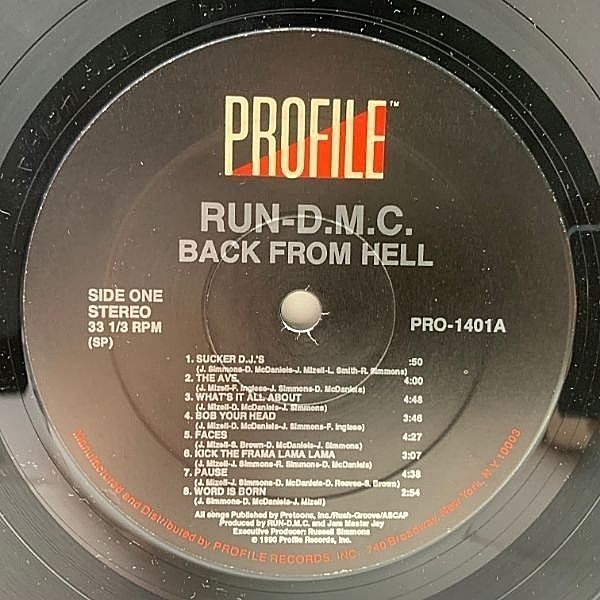 PROFILE™
RUN-D.M.C.
BACK FROM HELL
SIDE ONE
STEREO
33 1/3 RPM
(SP)
PRO-1401A
1. SUCKER D.J.'S :50
(J. Simmons-D. McDaniels-J. Mizell-L. Smith-R. Simmons)
2. THE AVE. 4:00
(J. Mizell-F. Inglese-J. Simmons-D. McDaniels)
3. WHAT'S IT ALL ABOUT 4:48
(J. Mizell-D. McDaniels-J. Simmons)
4. BOB YOUR HEAD 3:46
(J. Mizell-D. McDaniels-J. Simmons-F. Inglese)
5. FACES 4:27
(J. Mizell-S. Brown-D. McDaniels-J. Simmons)
6. KICK THE FRAMA LAMA LAMA 3:07
(J. Mizell-J. Simmons-R. Simmons-D. McDaniels)
7. PAUSE 4:38
(J. Mizell-J. Simmons-D. McDaniels-D. Reeves-S. Brown)
8. WORD IS BORN 2:54
(J. Simmons-D. McDaniels-J. Mizell)
All songs Published by Protoons, Inc./Rush-Groove/ASCAP
Produced by RUN-D.M.C. and Jam Master Jay
Executive Producer: Russell Simmons
℗ 1990 Profile Records, Inc.
Manufactured and Distributed by PROFILE RECORDS, INC. 740 Broadway, New York, N.Y. 10003